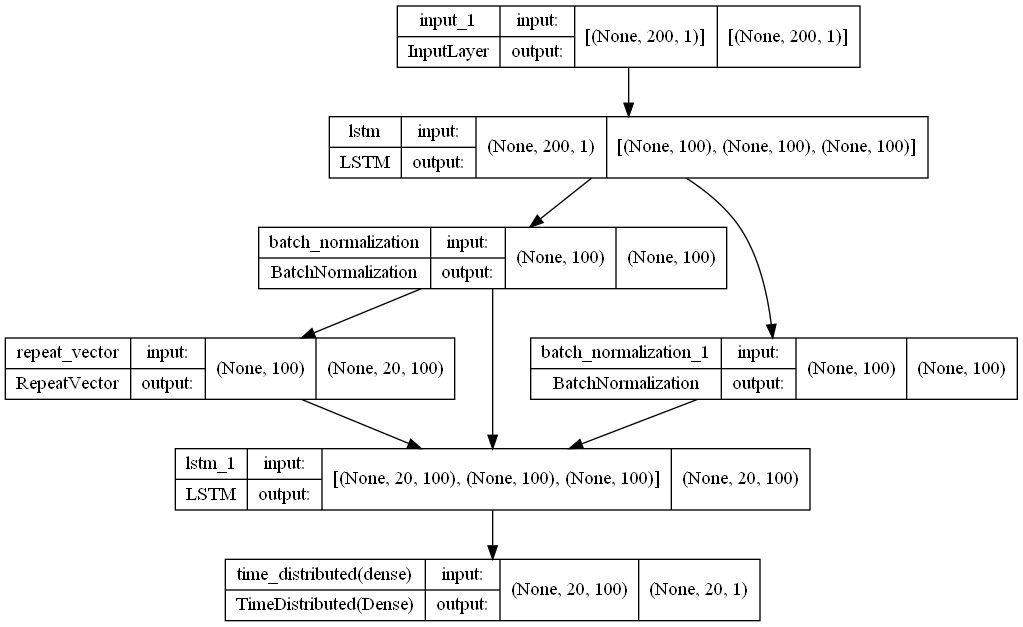 input_1 input: [(None, 200, 1)] [(None, 200, 1)]
InputLayer output:
lstm input: (None, 200, 1) [(None, 100), (None, 100), (None, 100)]
LSTM output:
batch_normalization input: (None, 100) (None, 100)
BatchNormalization output:
repeat_vector input: (None, 100) (None, 20, 100)
RepeatVector output:
batch_normalization_1 input: (None, 100) (None, 100)
BatchNormalization output:
lstm_1 input: [(None, 20, 100), (None, 100), (None, 100)] (None, 20, 100)
LSTM output:
time_distributed(dense) input: (None, 20, 100) (None, 20, 1)
TimeDistributed(Dense) output: